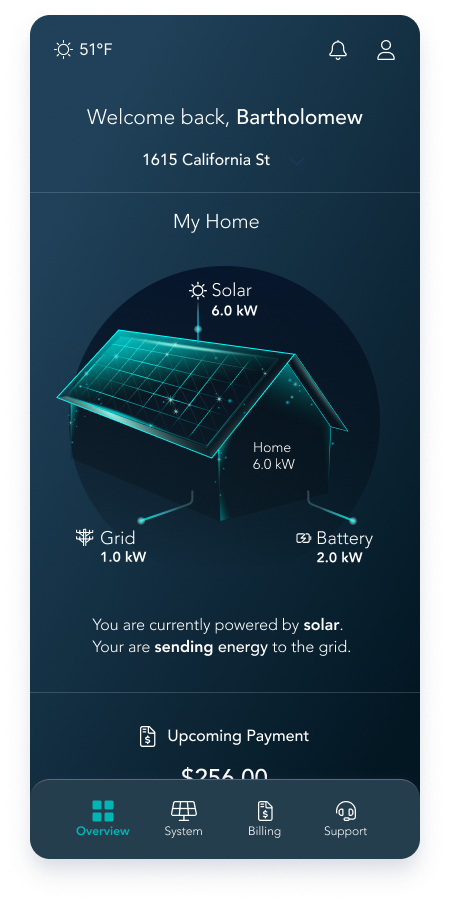 51°F
Welcome back, Bartholomew
1615 California St
My Home
Solar
6.0 kW
Home
6.0 kW
Grid
1.0 kW
Battery
2.0 kW
You are currently powered by solar.
Your are sending energy to the grid.
Upcoming Payment
$256.00
Overview
System
Billing
Support